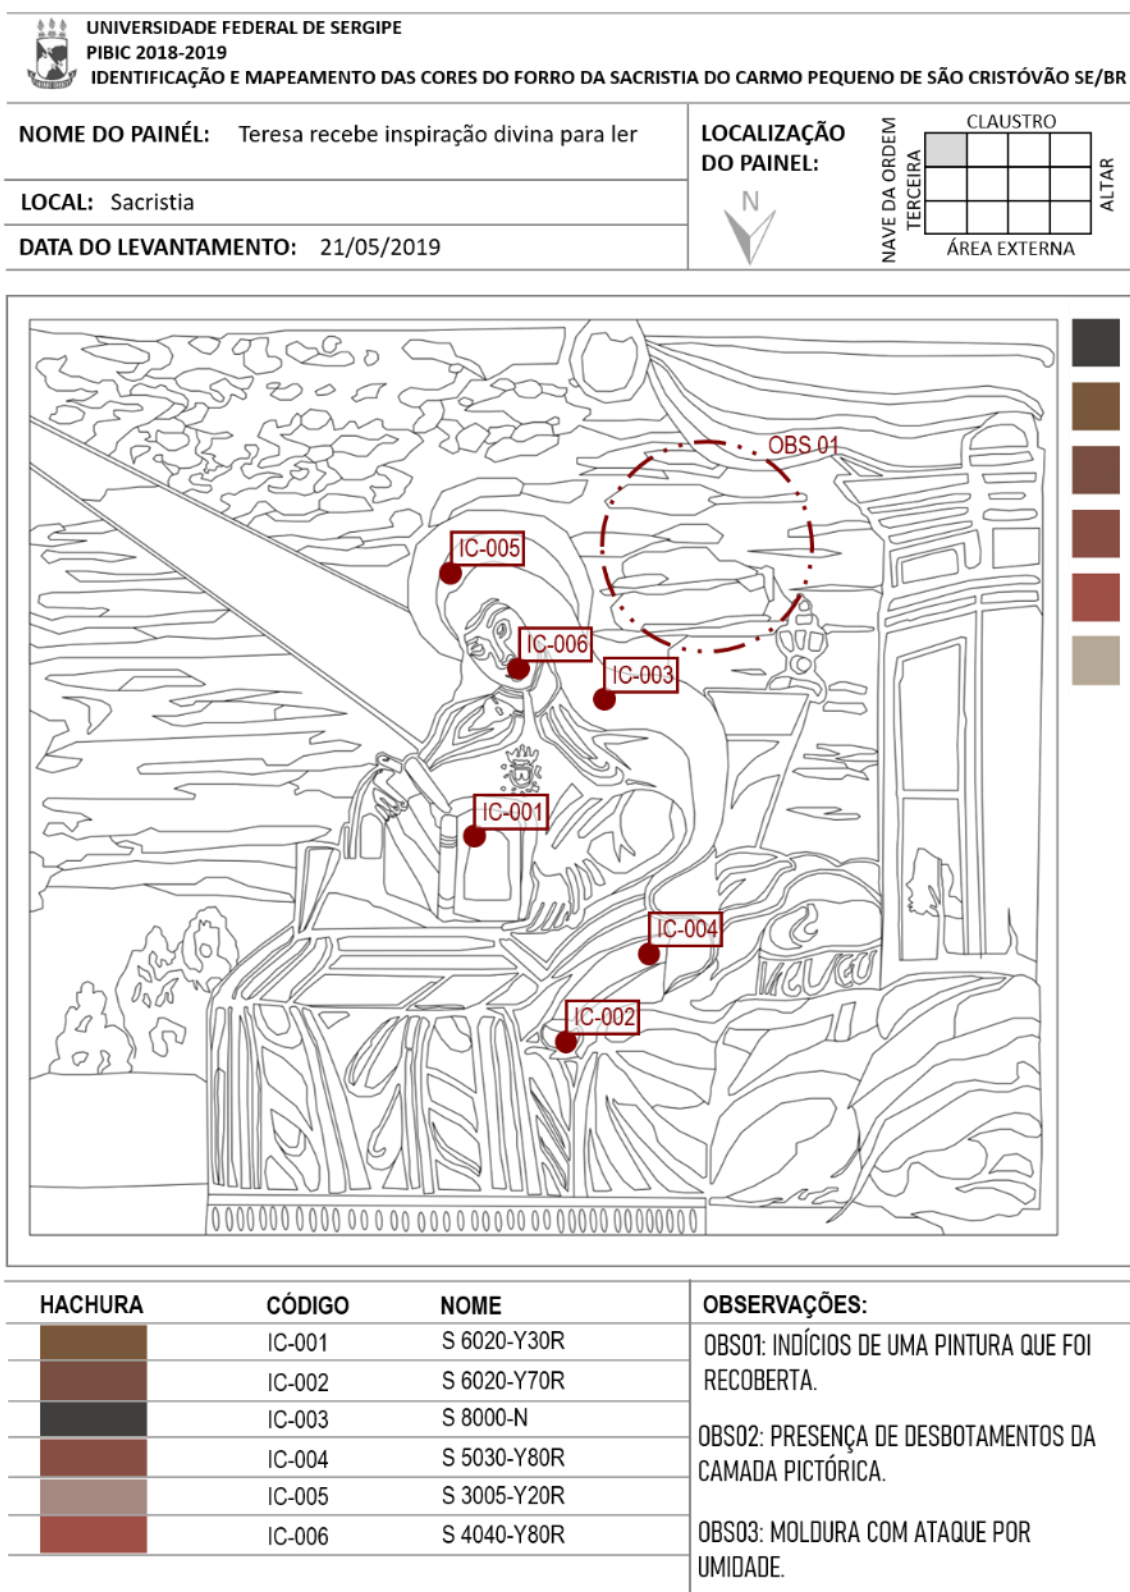 UNIVERSIDADE FEDERAL DE SERGIPE
PIBIC 2018-2019
IDENTIFICAÇÃO E MAPEAMENTO DAS CORES DO FORRO DA SACRISTIA DO CARMO PEQUENO DE SÃO CRISTÓVÃO SE/BR
NOME DO PAINÉL: Teresa recebe inspiração divina para ler
LOCAL: Sacristia
DATA DO LEVANTAMENTO: 21/05/2019
LOCALIZAÇÃO
DO PAINEL:
N
NAVE DA ORDEM
TERCEIRA
CLAUSTRO
ALTAR
ÁREA EXTERNA
OBS 01
IC-005
IC-006
IC-003
IC-001
IC-004
IC-002
HACHURA CÓDIGO NOME
IC-001 S 6020-Y30R
IC-002 S 6020-Y70R
IC-003 S 8000-N
IC-004 S 5030-Y80R
IC-005 S 3005-Y20R
IC-006 S 4040-Y80R
OBSERVAÇÕES:
OBS01: INDÍCIOS DE UMA PINTURA QUE FOI
RECOBERTA.
OBS02: PRESENÇA DE DESBOTAMENTOS DA
CAMADA PICTÓRICA.
OBS03: MOLDURA COM ATAQUE POR
UMIDADE.